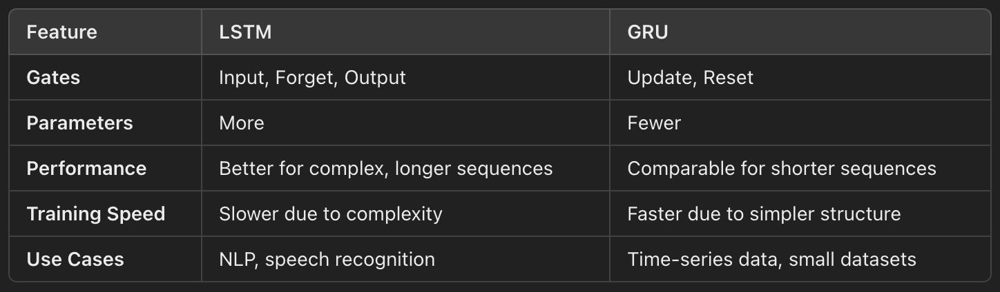 Feature LSTM GRU
Gates Input, Forget, Output Update, Reset
Parameters More Fewer
Performance Better for complex, longer sequences Comparable for shorter sequences
Training Speed Slower due to complexity Faster due to simpler structure
Use Cases NLP, speech recognition Time-series data, small datasets